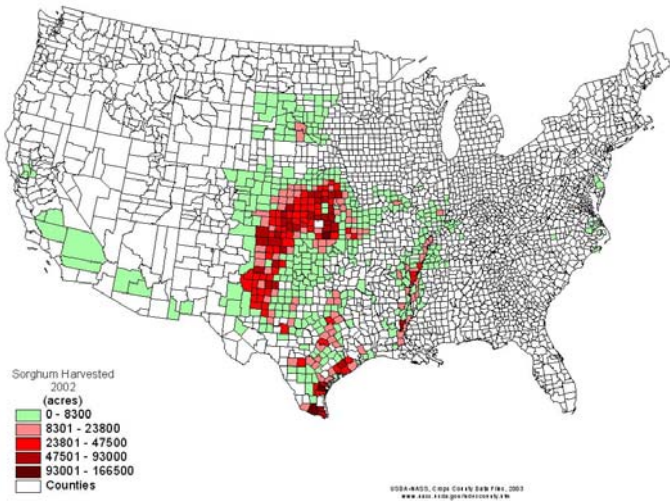 Sorghum Harvested
2002
(acres)
0 - 8300
8301 - 23800
23801 - 47500
47501 - 93000
93001 - 166500
Counties
USDA-NASS, Crops County Data Files, 2003